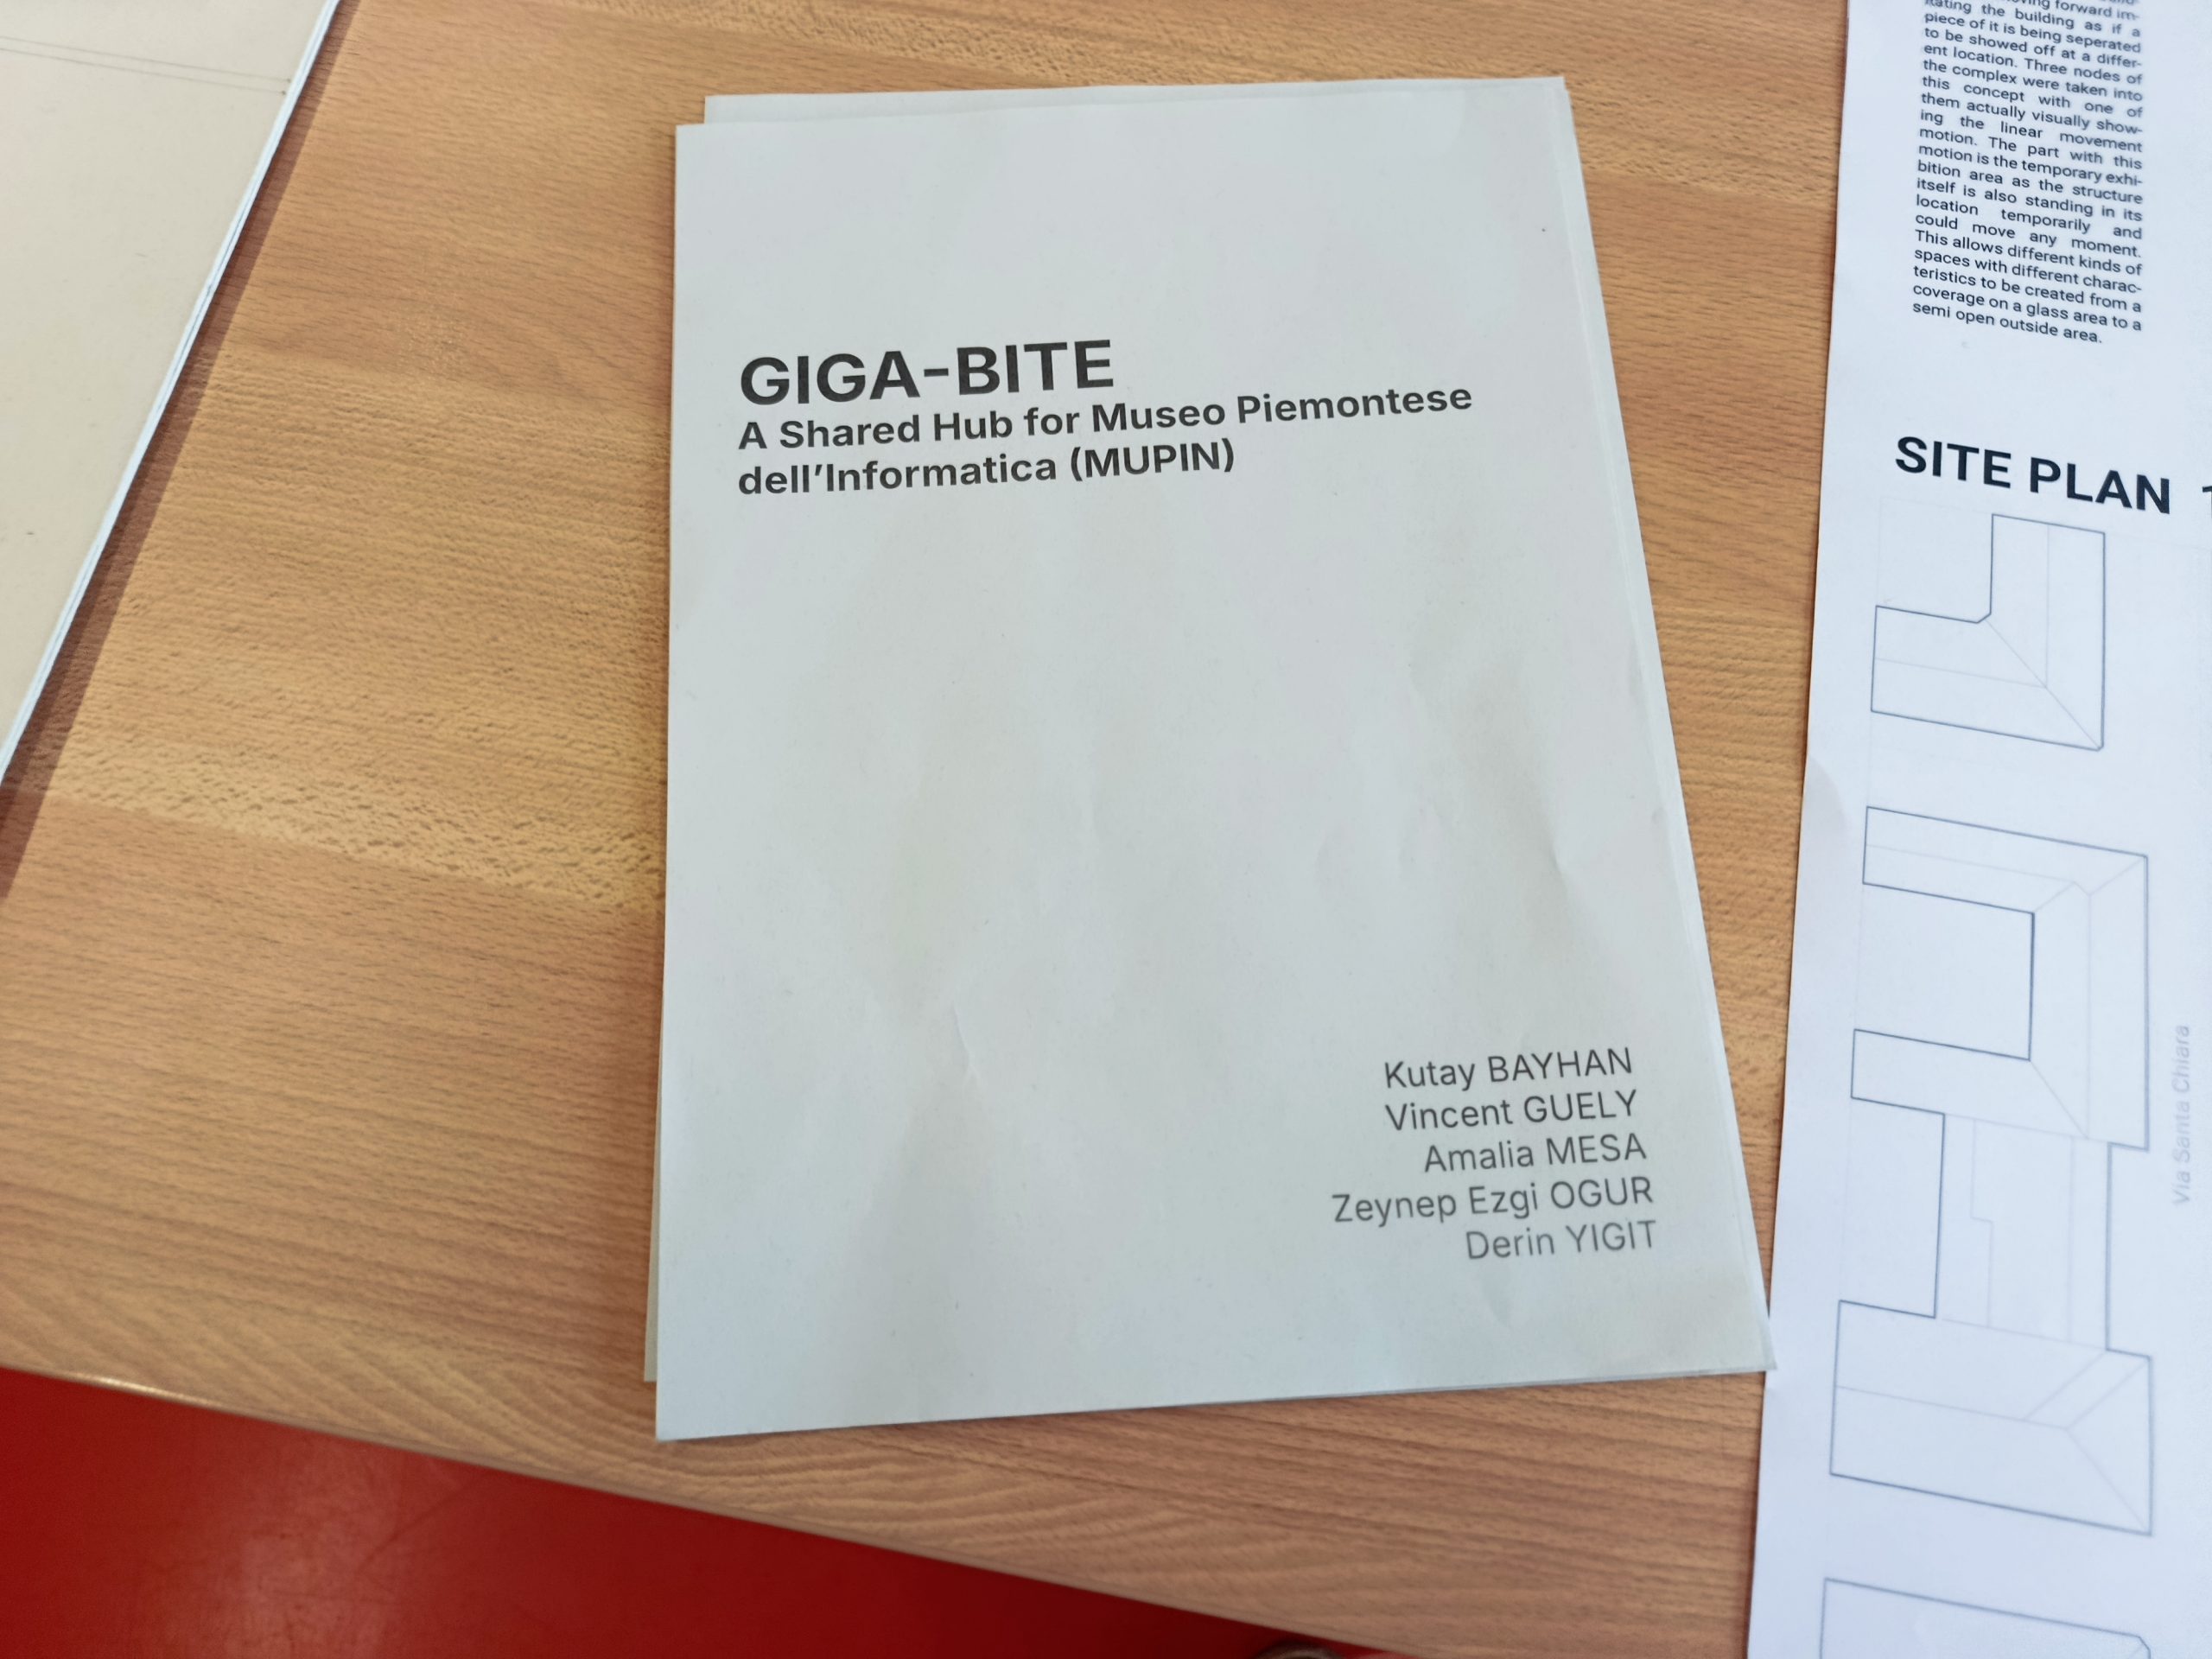 GIGA-BITE
A Shared Hub for Museo Piemontese
dell'Informatica (MUPIN)
Kutay BAYHAN
Vincent GUELY
Amalia MESA
Zeynep Ezgi OGUR
Derin YIGIT
forward im-
itating the building as if a
piece of it is being seperated
to be showed off at a differ-
ent location. Three nodes of
the complex were taken into
this concept with one of
them actually visually show-
ing the linear movement
motion. The part with this
motion is the temporary exhi-
bition area as the structure
itself is also standing in its
location temporarily and
could move any moment.
This allows different kinds of
spaces with different charac-
teristics to be created from a
coverage on a glass area to a
semi open outside area.
SITE PLAN
Via Santa Chiara